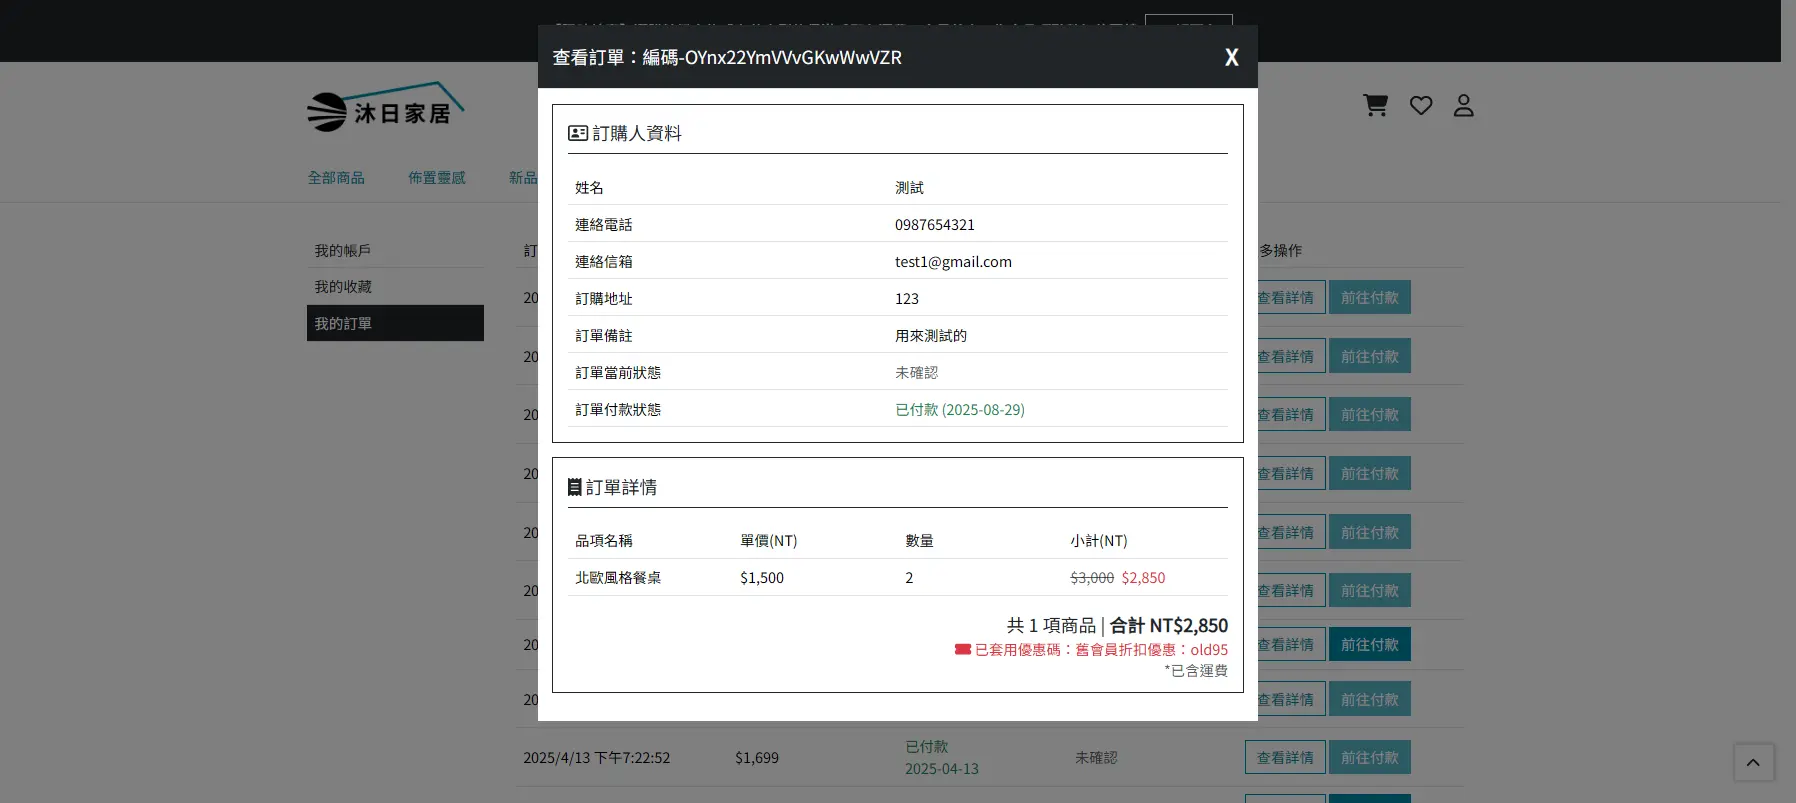 查看訂單：編碼-OYnx22YmVVvGKwWwVZR
X
沐日家居
全部商品 佈置靈感 新品
我的帳戶
我的收藏
我的訂單
訂購人資料
姓名 測試
連絡電話 0987654321
連絡信箱 test1@gmail.com
訂購地址 123
訂單備註 用來測試的
訂單當前狀態 未確認
訂單付款狀態 已付款 (2025-08-29)
訂單詳情
品項名稱 單價(NT) 數量 小計(NT)
北歐風格餐桌 $1,500 2 $3,000 $2,850
共 1 項商品 | 合計 NT$2,850
已套用優惠碼：舊會員折扣優惠：old95
*已含運費
訂 多操作
20 查看詳情 前往付款
20 查看詳情 前往付款
20 查看詳情 前往付款
20 查看詳情 前往付款
20 查看詳情 前往付款
20 查看詳情 前往付款
20 查看詳情 前往付款
20 查看詳情 前往付款
2025/4/13 下午7:22:52 $1,699 已付款 未確認 查看詳情 前往付款
2025-04-13